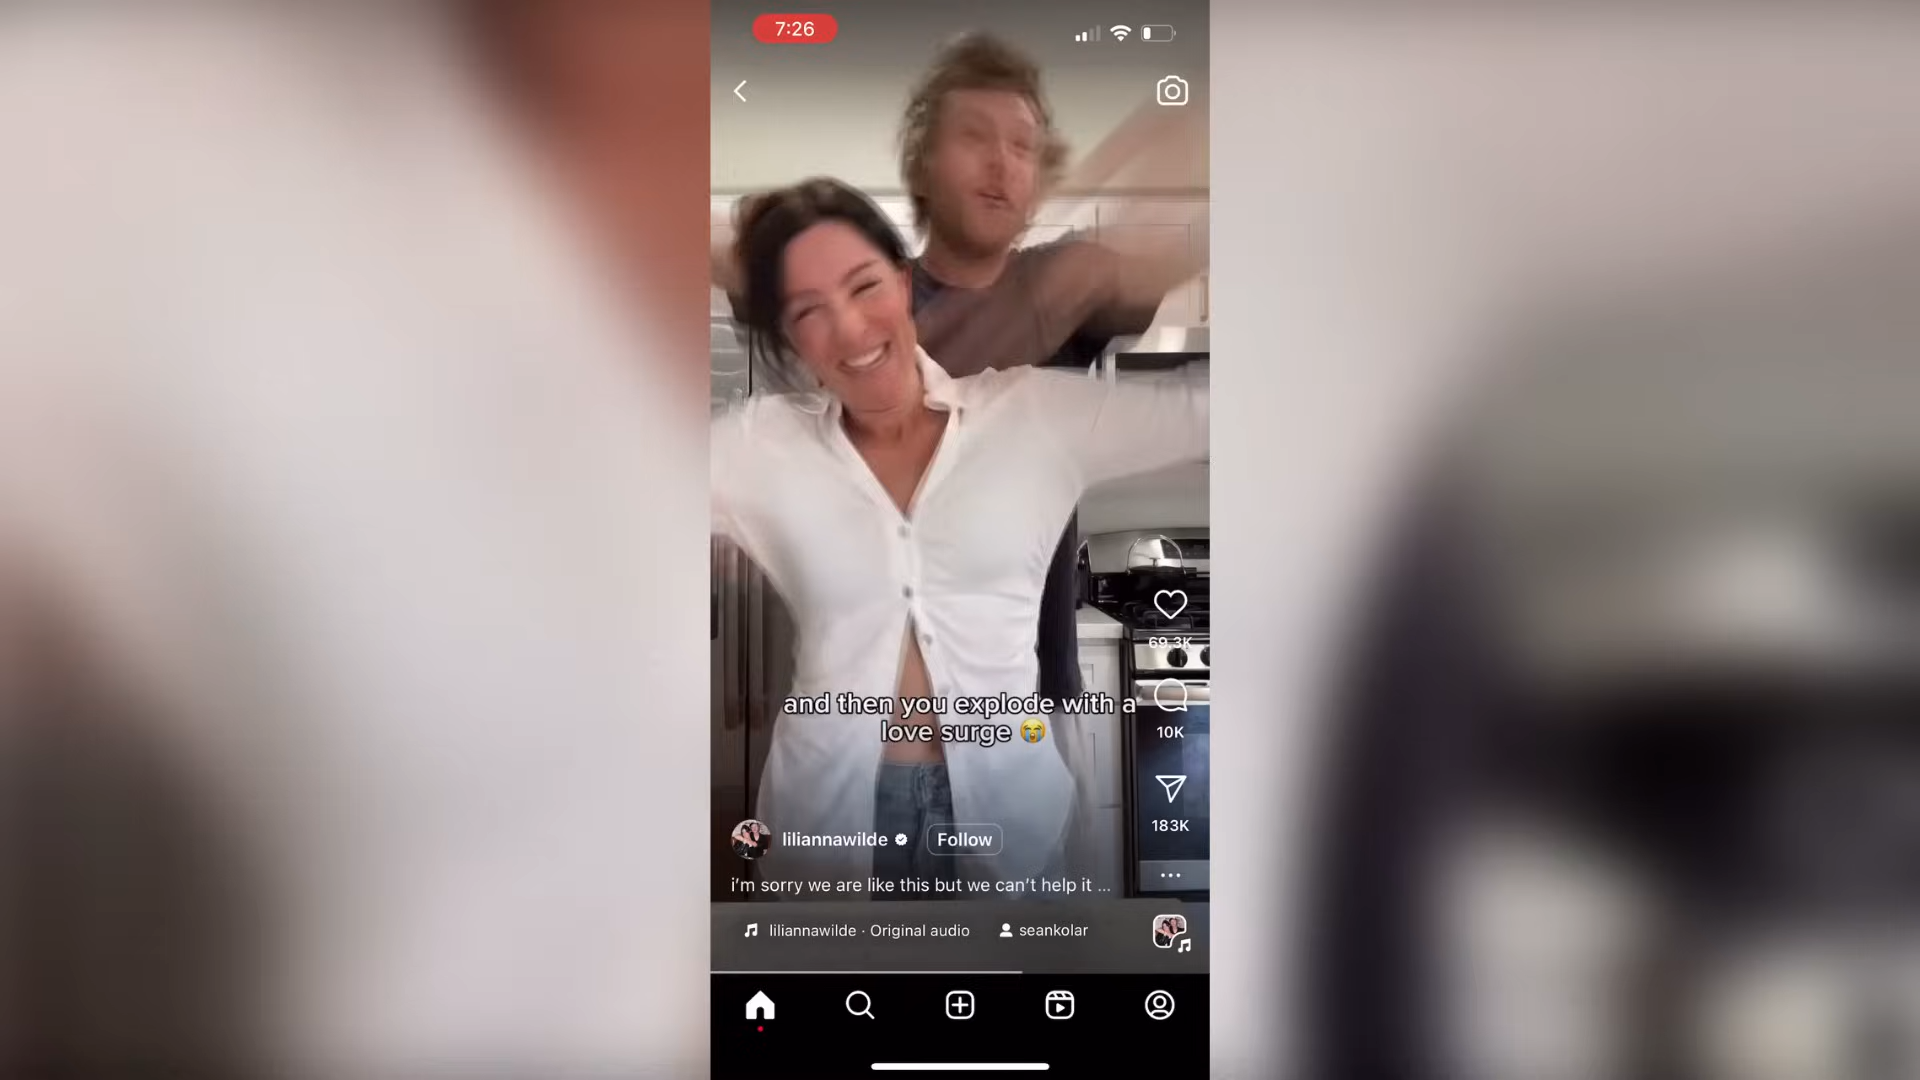 7:26
69.3K
and then you explode with a
love surge 😭
10K
183K
liliannawilde
Follow
i'm sorry we are like this but we can't help it ...
liliannawilde · Original audio
seankolar